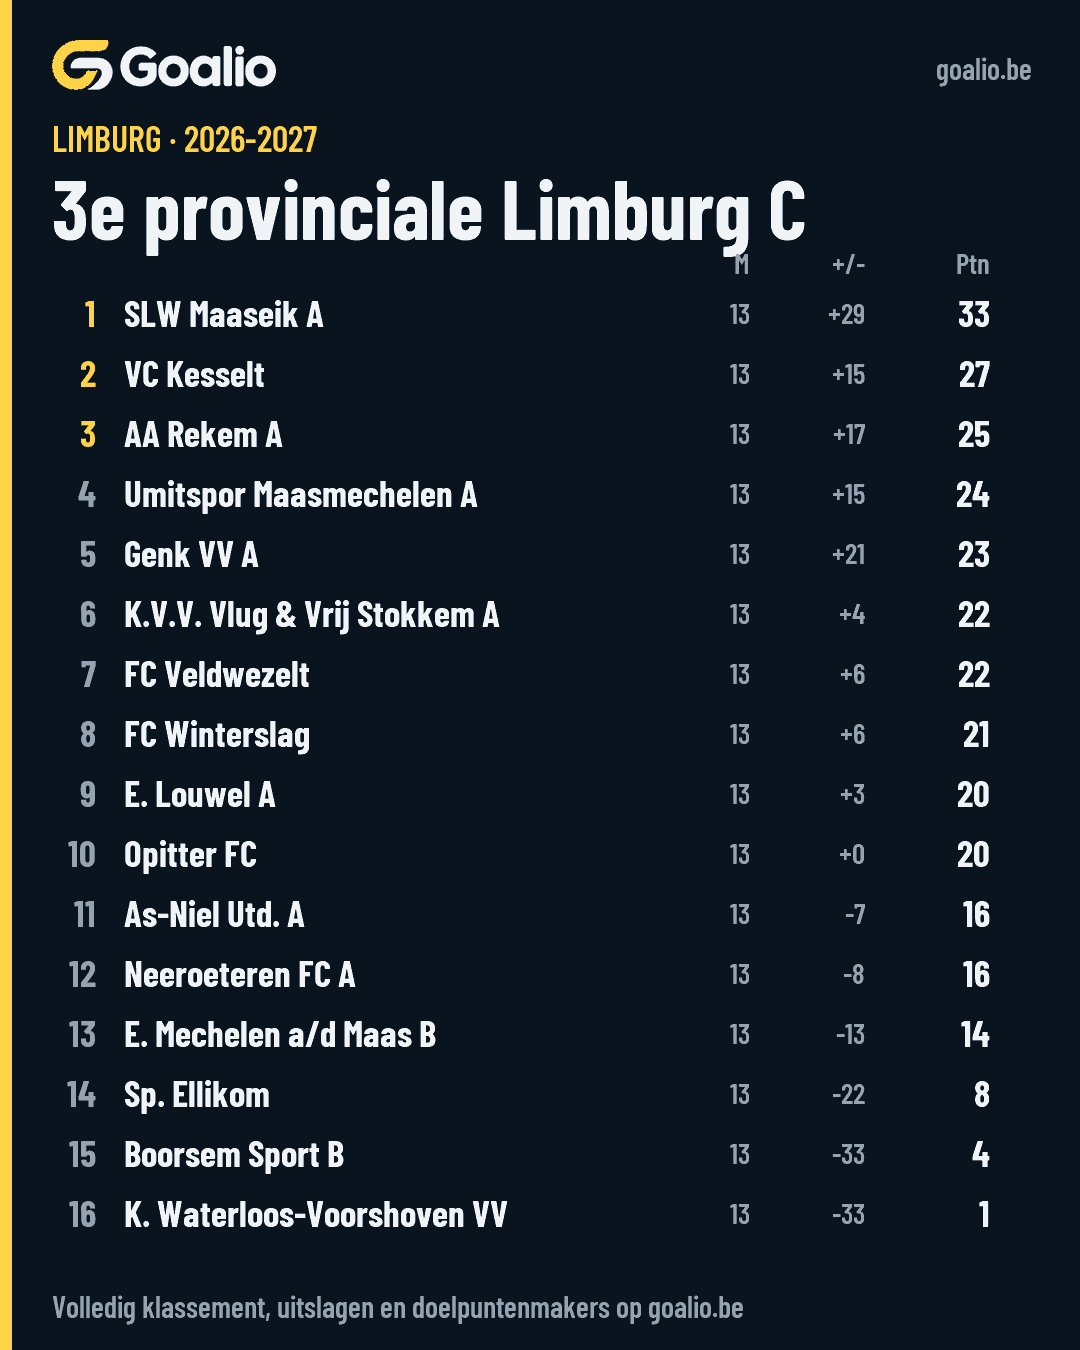 Goalio
goalio.be
LIMBURG · 2026-2027
3e provinciale Limburg C
M +/- Ptn
1 SLW Maaseik A 13 +29 33
2 VC Kesselt 13 +15 27
3 AA Rekem A 13 +17 25
4 Umitspor Maasmechelen A 13 +15 24
5 Genk VV A 13 +21 23
6 K.V.V. Vlug & Vrij Stokkem A 13 +4 22
7 FC Veldwezelt 13 +6 22
8 FC Winterslag 13 +6 21
9 E. Louwel A 13 +3 20
10 Opitter FC 13 +0 20
11 As-Niel Utd. A 13 -7 16
12 Neeroeteren FC A 13 -8 16
13 E. Mechelen a/d Maas B 13 -13 14
14 Sp. Ellikom 13 -22 8
15 Boorsem Sport B 13 -33 4
16 K. Waterloos-Voorshoven VV 13 -33 1
Volledig klassement, uitslagen en doelpuntenmakers op goalio.be